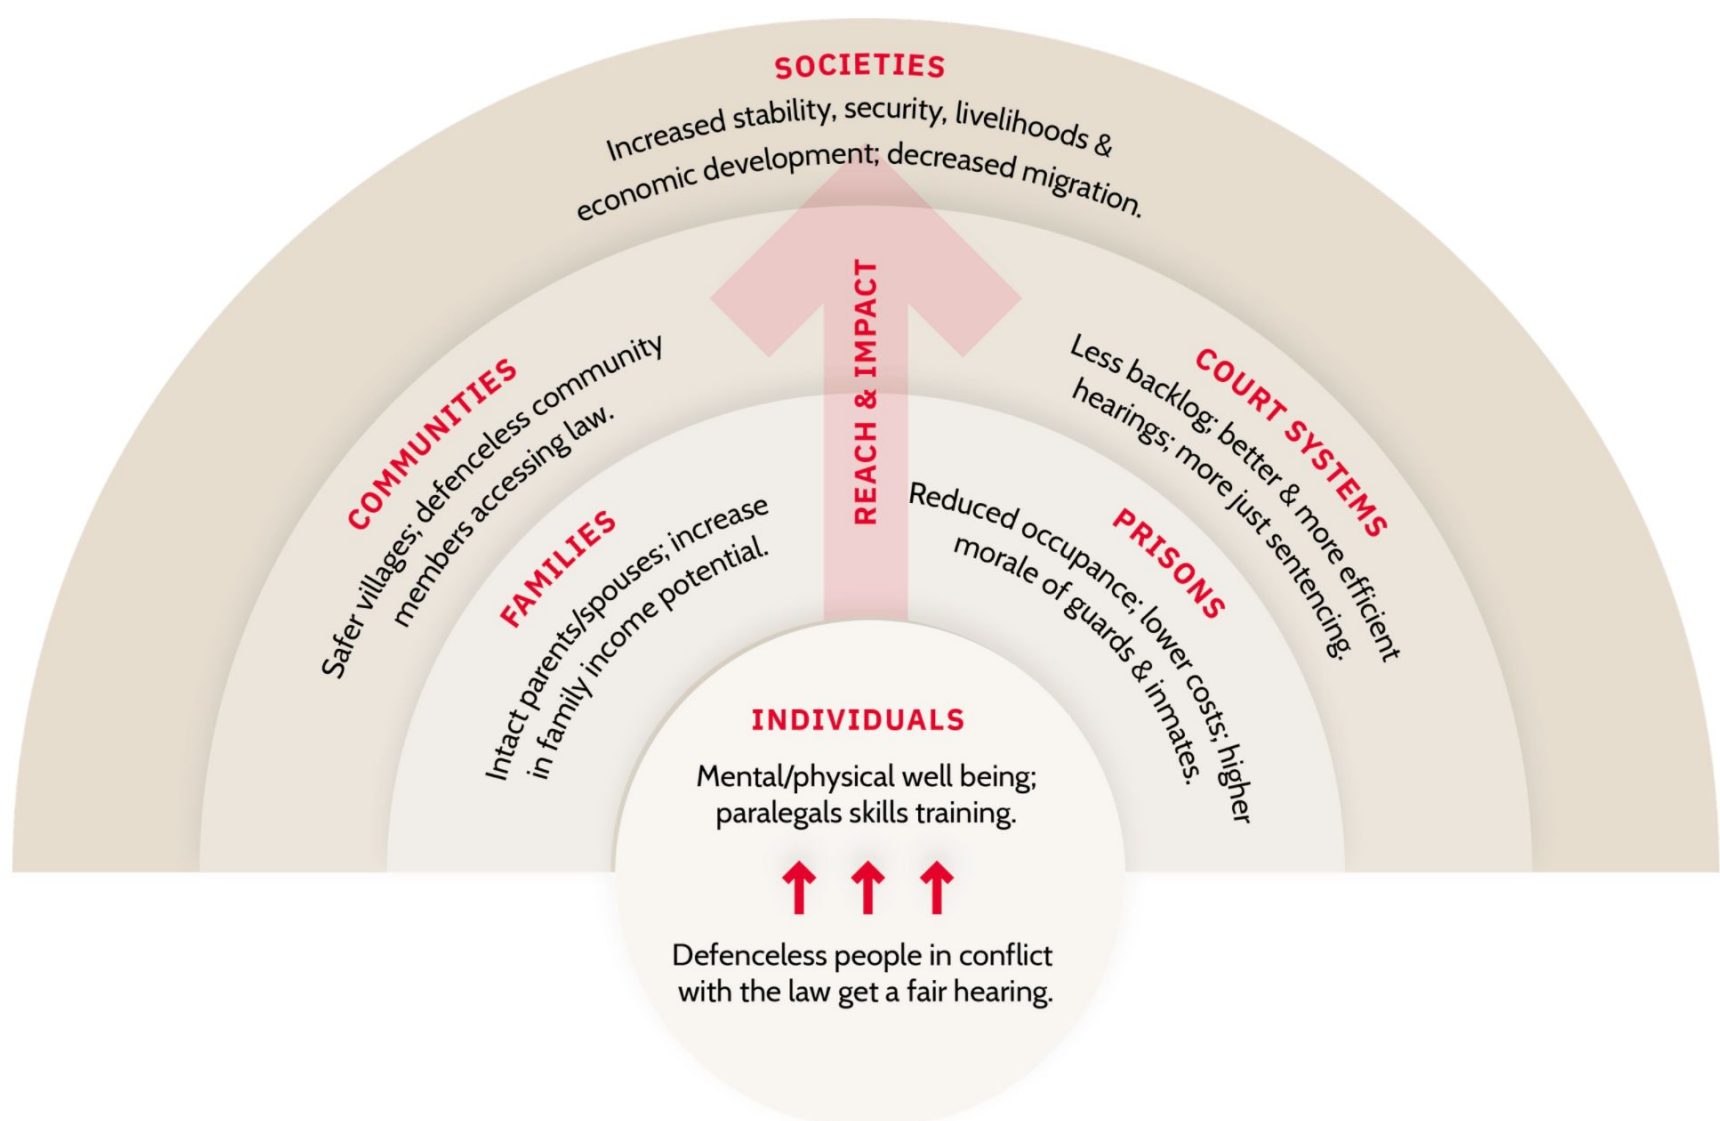 SOCIETIES
Increased stability, security, livelihoods &
economic development; decreased migration.
REACH & IMPACT
COMMUNITIES
Safer villages; defenceless community
members accessing law.
COURT SYSTEMS
Less backlog; better & more efficient
hearings; more just sentencing.
FAMILIES
Intact parents/spouses; increase
in family income potential.
PRISONS
Reduced occupance; lower costs; higher
morale of guards & inmates.
INDIVIDUALS
Mental/physical well being;
paralegals skills training.
Defenceless people in conflict
with the law get a fair hearing.